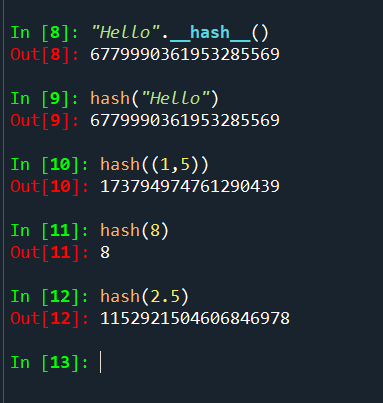 In [8]: "Hello".__hash__()
Out[8]: 6779990361953285569
In [9]: hash("Hello")
Out[9]: 6779990361953285569
In [10]: hash((1,5))
Out[10]: 173794974761290439
In [11]: hash(8)
Out[11]: 8
In [12]: hash(2.5)
Out[12]: 1152921504606846978
In [13]: